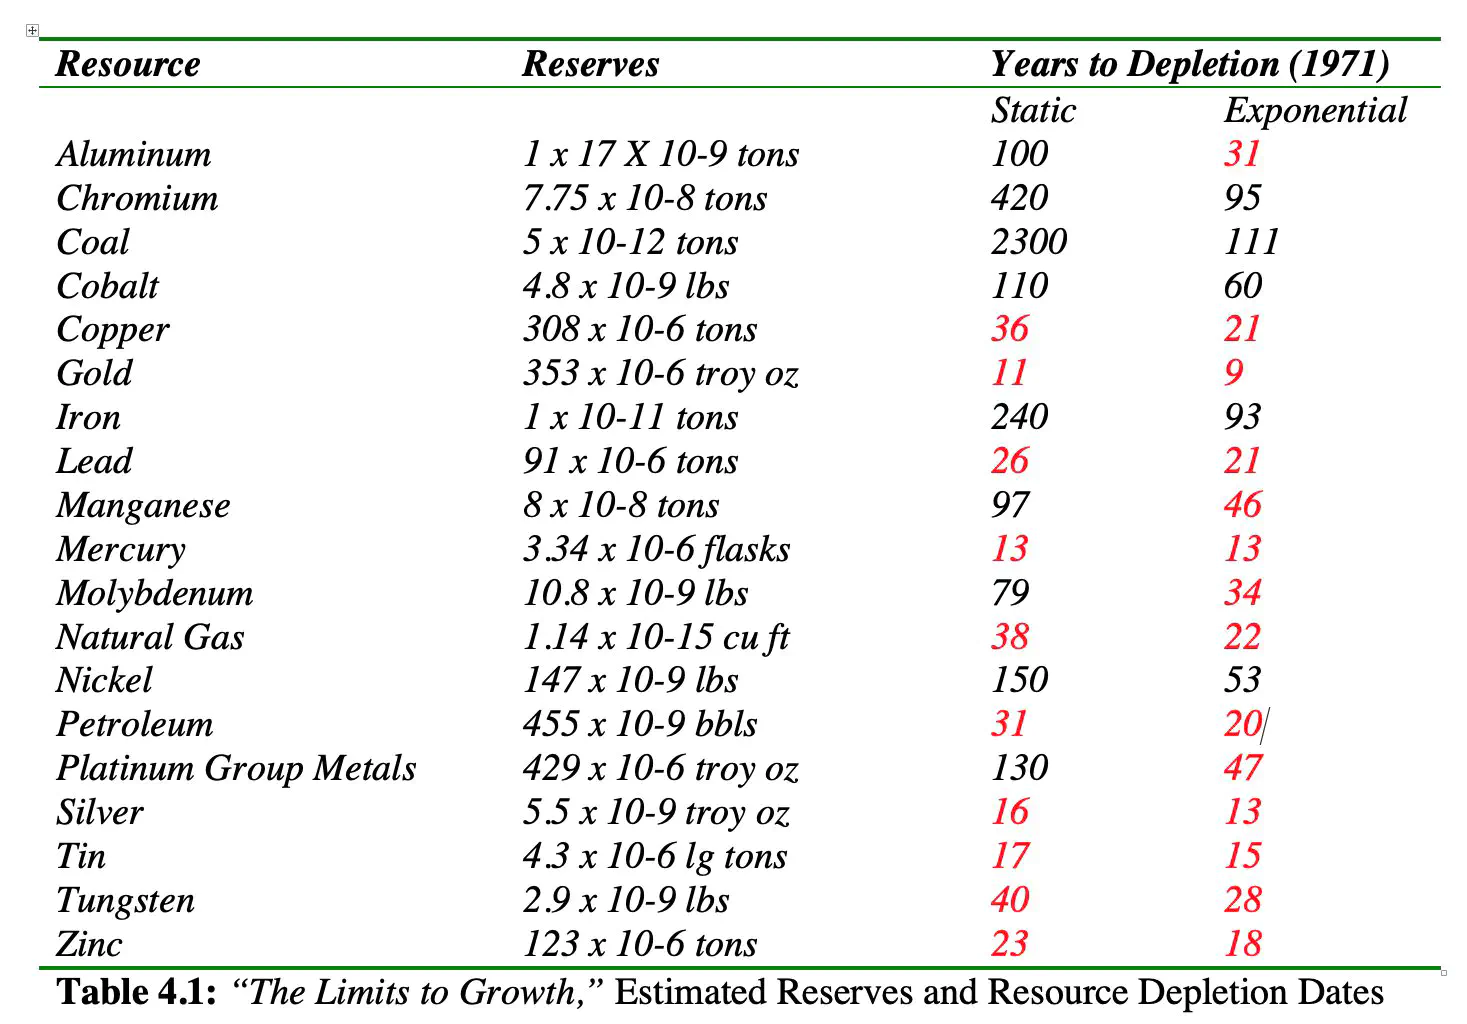 Resource Reserves Years to Depletion (1971)
Static Exponential
Aluminum 1 x 17 X 10-9 tons 100 31
Chromium 7.75 x 10-8 tons 420 95
Coal 5 x 10-12 tons 2300 111
Cobalt 4.8 x 10-9 lbs 110 60
Copper 308 x 10-6 tons 36 21
Gold 353 x 10-6 troy oz 11 9
Iron 1 x 10-11 tons 240 93
Lead 91 x 10-6 tons 26 21
Manganese 8 x 10-8 tons 97 46
Mercury 3.34 x 10-6 flasks 13 13
Molybdenum 10.8 x 10-9 lbs 79 34
Natural Gas 1.14 x 10-15 cu ft 38 22
Nickel 147 x 10-9 lbs 150 53
Petroleum 455 x 10-9 bbls 31 20
Platinum Group Metals 429 x 10-6 troy oz 130 47
Silver 5.5 x 10-9 troy oz 16 13
Tin 4.3 x 10-6 lg tons 17 15
Tungsten 2.9 x 10-9 lbs 40 28
Zinc 123 x 10-6 tons 23 18
Table 4.1: “The Limits to Growth,” Estimated Reserves and Resource Depletion Dates